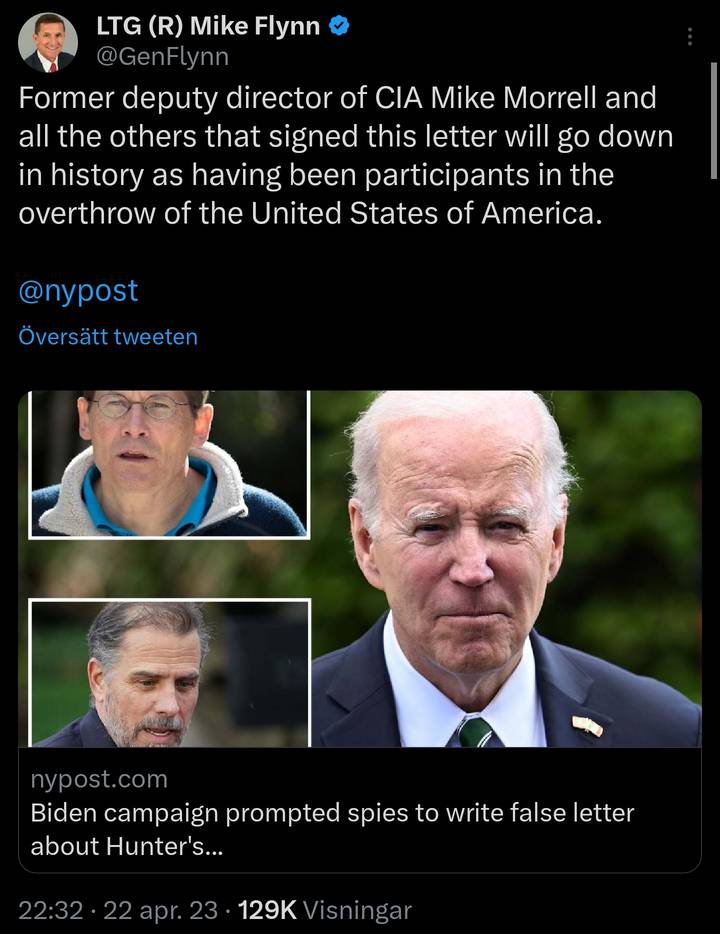 LTG (R) Mike Flynn
@GenFlynn
Former deputy director of CIA Mike Morrell and
all the others that signed this letter will go down
in history as having been participants in the
overthrow of the United States of America.
@nypost
Översätt tweeten
nypost.com
Biden campaign prompted spies to write false letter
about Hunter's...
22:32 · 22 apr. 23 · 129K Visningar